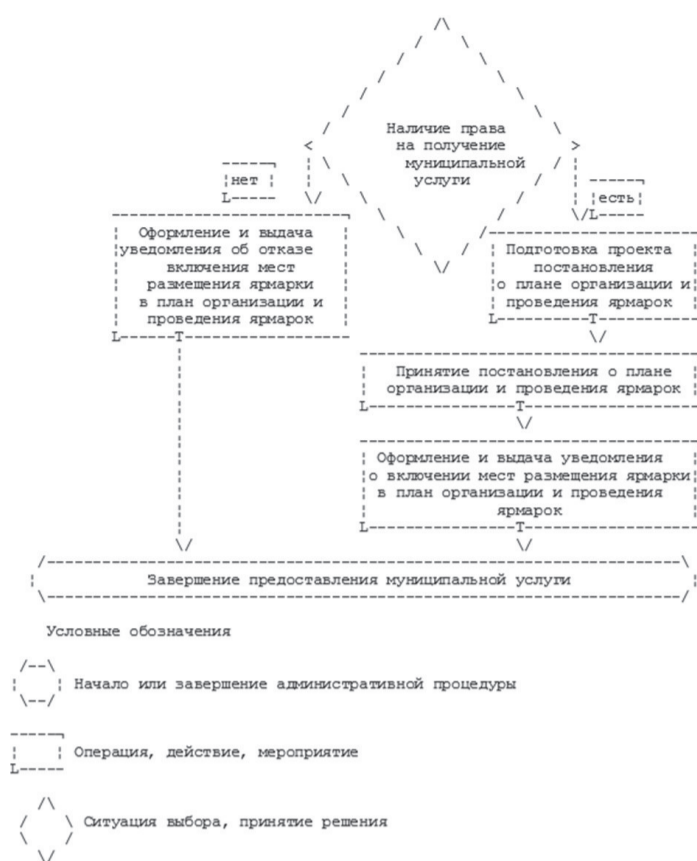 Наличие права
на получение
муниципальной
услуги
нет
есть
Оформление и выдача
уведомления об отказе
включения мест
размещения ярмарки
в план организации и
проведения ярмарок
Подготовка проекта
постановления
о плане организации и
проведения ярмарок
Принятие постановления о плане
организации и проведения ярмарок
Оформление и выдача уведомления
о включении мест размещения ярмарки
в план организации и проведения
ярмарок
Завершение предоставления муниципальной услуги
Условные обозначения
Начало или завершение административной процедуры
Операция, действие, мероприятие
Ситуация выбора, принятие решения